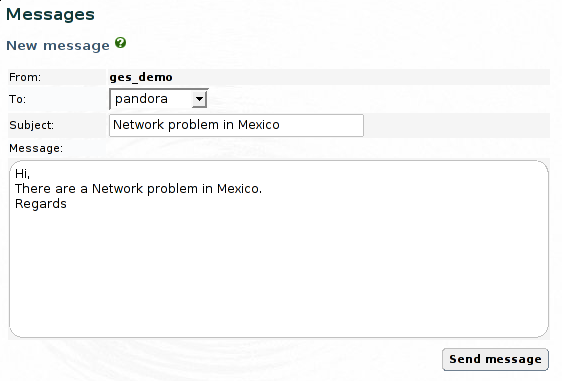 Messages
New message
From: ges_demo
To: pandora
Subject: Network problem in Mexico
Message:
Hi,
There are a Network problem in Mexico.
Regards
Send message